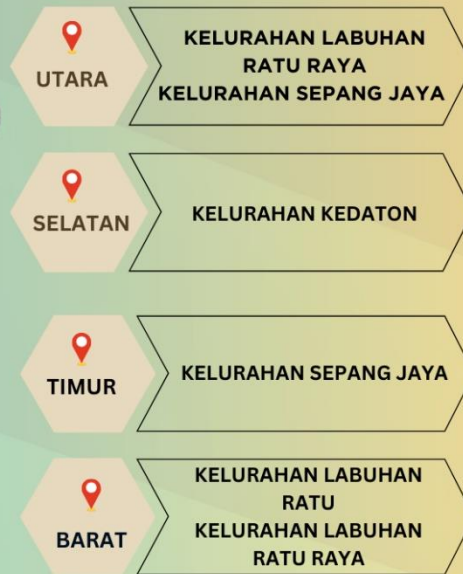 UTARA
KELURAHAN LABUHAN
RATU RAYA
KELURAHAN SEPANG JAYA
SELATAN
KELURAHAN KEDATON
TIMUR
KELURAHAN SEPANG JAYA
BARAT
KELURAHAN LABUHAN
RATU
KELURAHAN LABUHAN
RATU RAYA